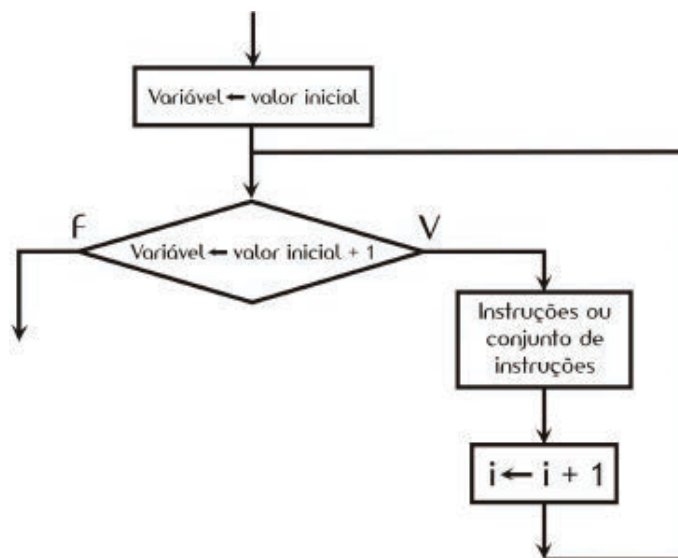 Variável ← valor inicial
F
V
Variável ← valor inicial + 1
Instruções ou
conjunto de
instruções
i ← i + 1